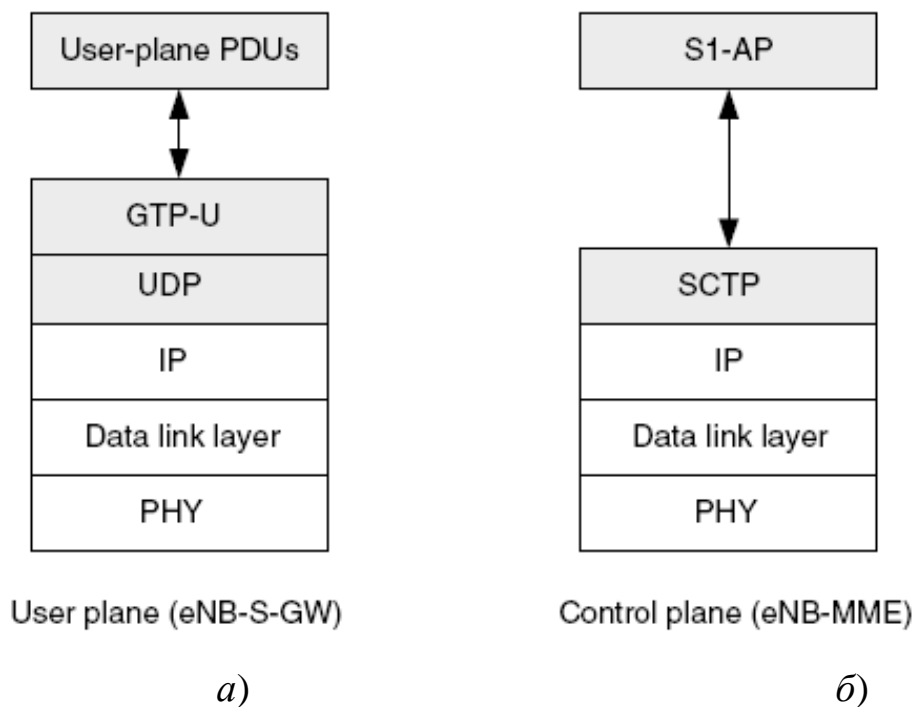 User-plane PDUs
GTP-U
UDP
IP
Data link layer
PHY
User plane (eNB-S-GW)
а)
S1-AP
SCTP
IP
Data link layer
PHY
Control plane (eNB-MME)
б)